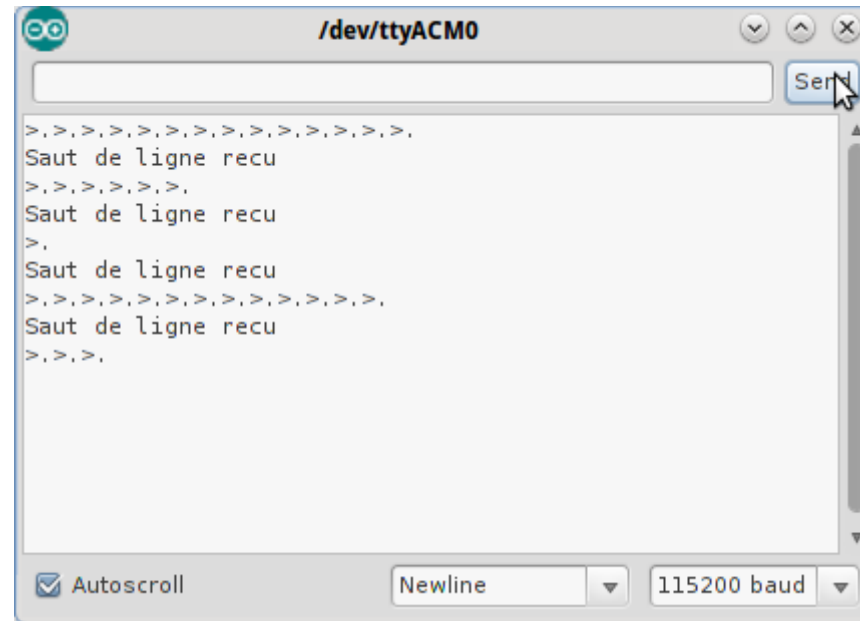 /dev/ttyACM0
Send
>.>.>.>.>.>.>.>.>.>.>.>.>.>.
Saut de ligne recu
>.>.>.>.>.>.
Saut de ligne recu
>.
Saut de ligne recu
>.>.>.>.>.>.>.>.>.>.>.>.>.
Saut de ligne recu
>.>.>.
Autoscroll
Newline
115200 baud